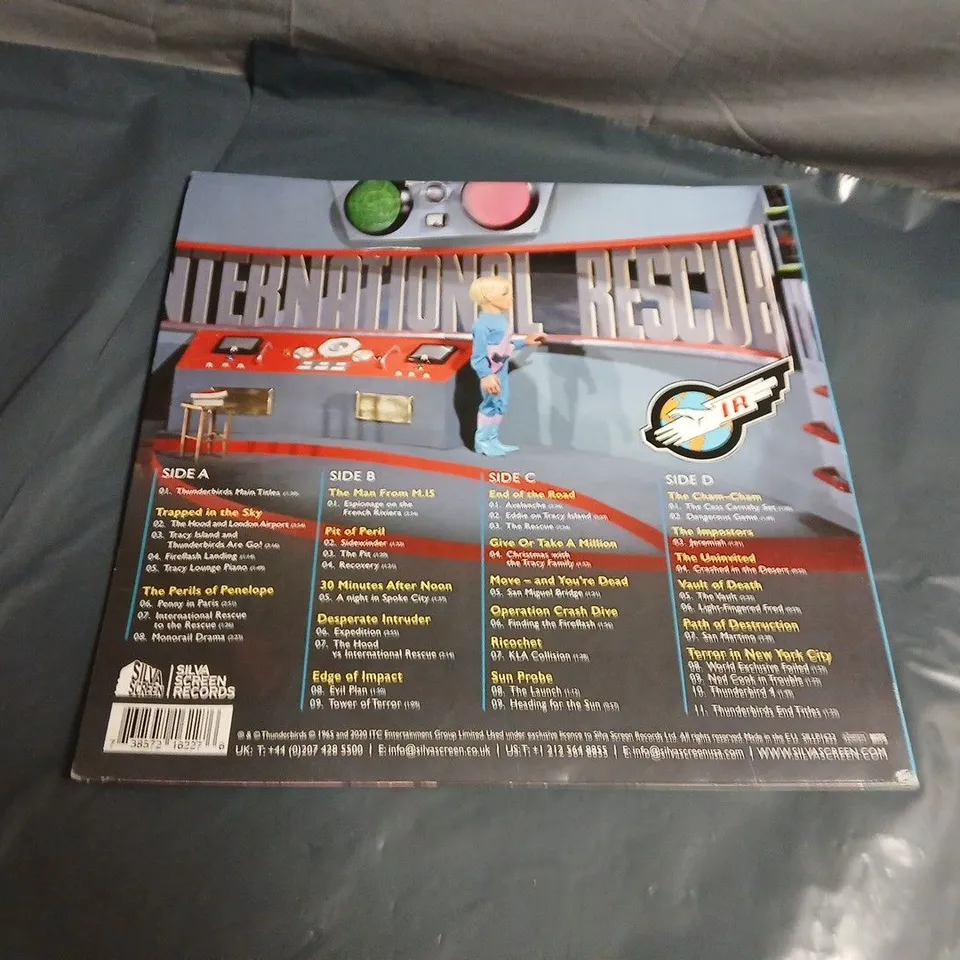 INTERNATIONAL RESCUE
IR
SIDE A
01. Thunderbirds Main Titles
Trapped in the Sky
02. The Hood and London Airport
03. Tracy Island and
Thunderbirds Are Go!
04. Fireflash Landing
05. Tracy Lounge Piano
The Perils of Penelope
06. Penny in Paris
07. International Rescue
to the Rescue
08. Monorail Drama
SIDE B
The Man From M.I5
01. Espionage on the
French Riviera
Pit of Peril
02. Sidewinder
03. The Pit
04. Recovery
30 Minutes After Noon
05. A night in Spoke City
Desperate Intruder
06. Expedition
07. The Hood
vs International Rescue
Edge of Impact
08. Evil Plan
09. Tower of Terror
SIDE C
End of the Road
01. Avalanche
02. Eddie on Tracy Island
03. The Rescue
Give Or Take A Million
04. Christmas with
the Tracy Family
Move – and You're Dead
05. San Miguel Bridge
Operation Crash Dive
06. Finding the Fireflash
Ricochet
07. KLA Collision
Sun Probe
08. The Launch
09. Heading for the Sun
SIDE D
The Cham-Cham
01. The Cass Carnaby Set
02. Dangerous Game
The Impostors
03. Jeremiah
The Uninvited
04. Crashed in the Desert
Vault of Death
05. The Vault
06. Light-Fingered Fred
Path of Destruction
07. San Martino
Terror in New York City
08. World Exclusive Foiled
09. Ned Cook in Trouble
10. Thunderbird 4
11. Thunderbirds End Titles
SILVA
SCREEN
SILVA
SCREEN
RECORDS
7 38572 16227 6
Thunderbirds © 1965 and 2020 ITC Entertainment Group Limited. Used under exclusive licence to Silva Screen Records Ltd. All rights reserved. Made in the E.U.
UK: T: +44 (0)207 428 5500 | E: info@silvascreen.co.uk | US: T: +1 212 564 8855 | E: info@silvascreenusa.com | WWW.SILVASCREEN.COM